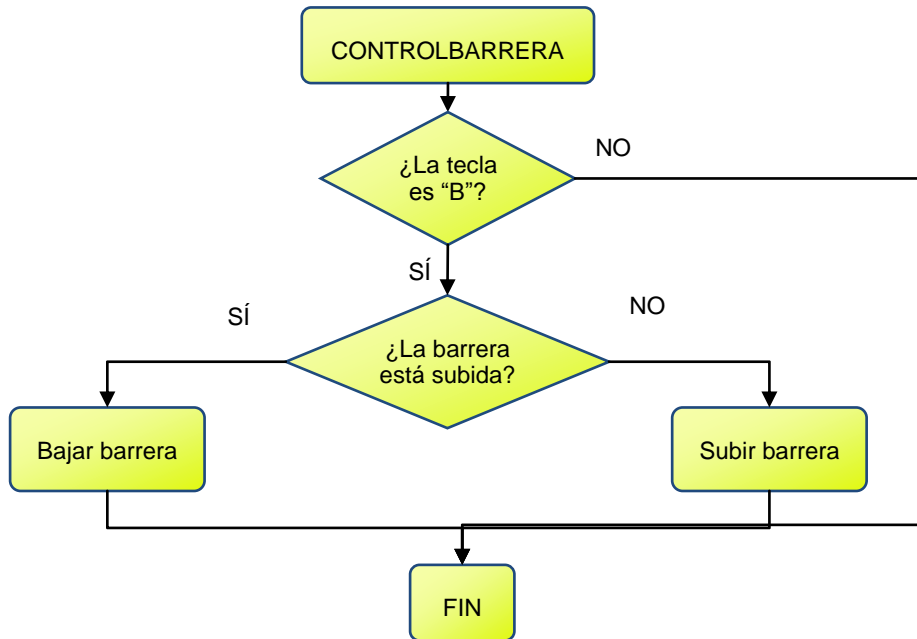 CONTROLBARRERA
¿La tecla
es “B”?
NO
SÍ
SÍ
NO
¿La barrera
está subida?
Bajar barrera
Subir barrera
FIN